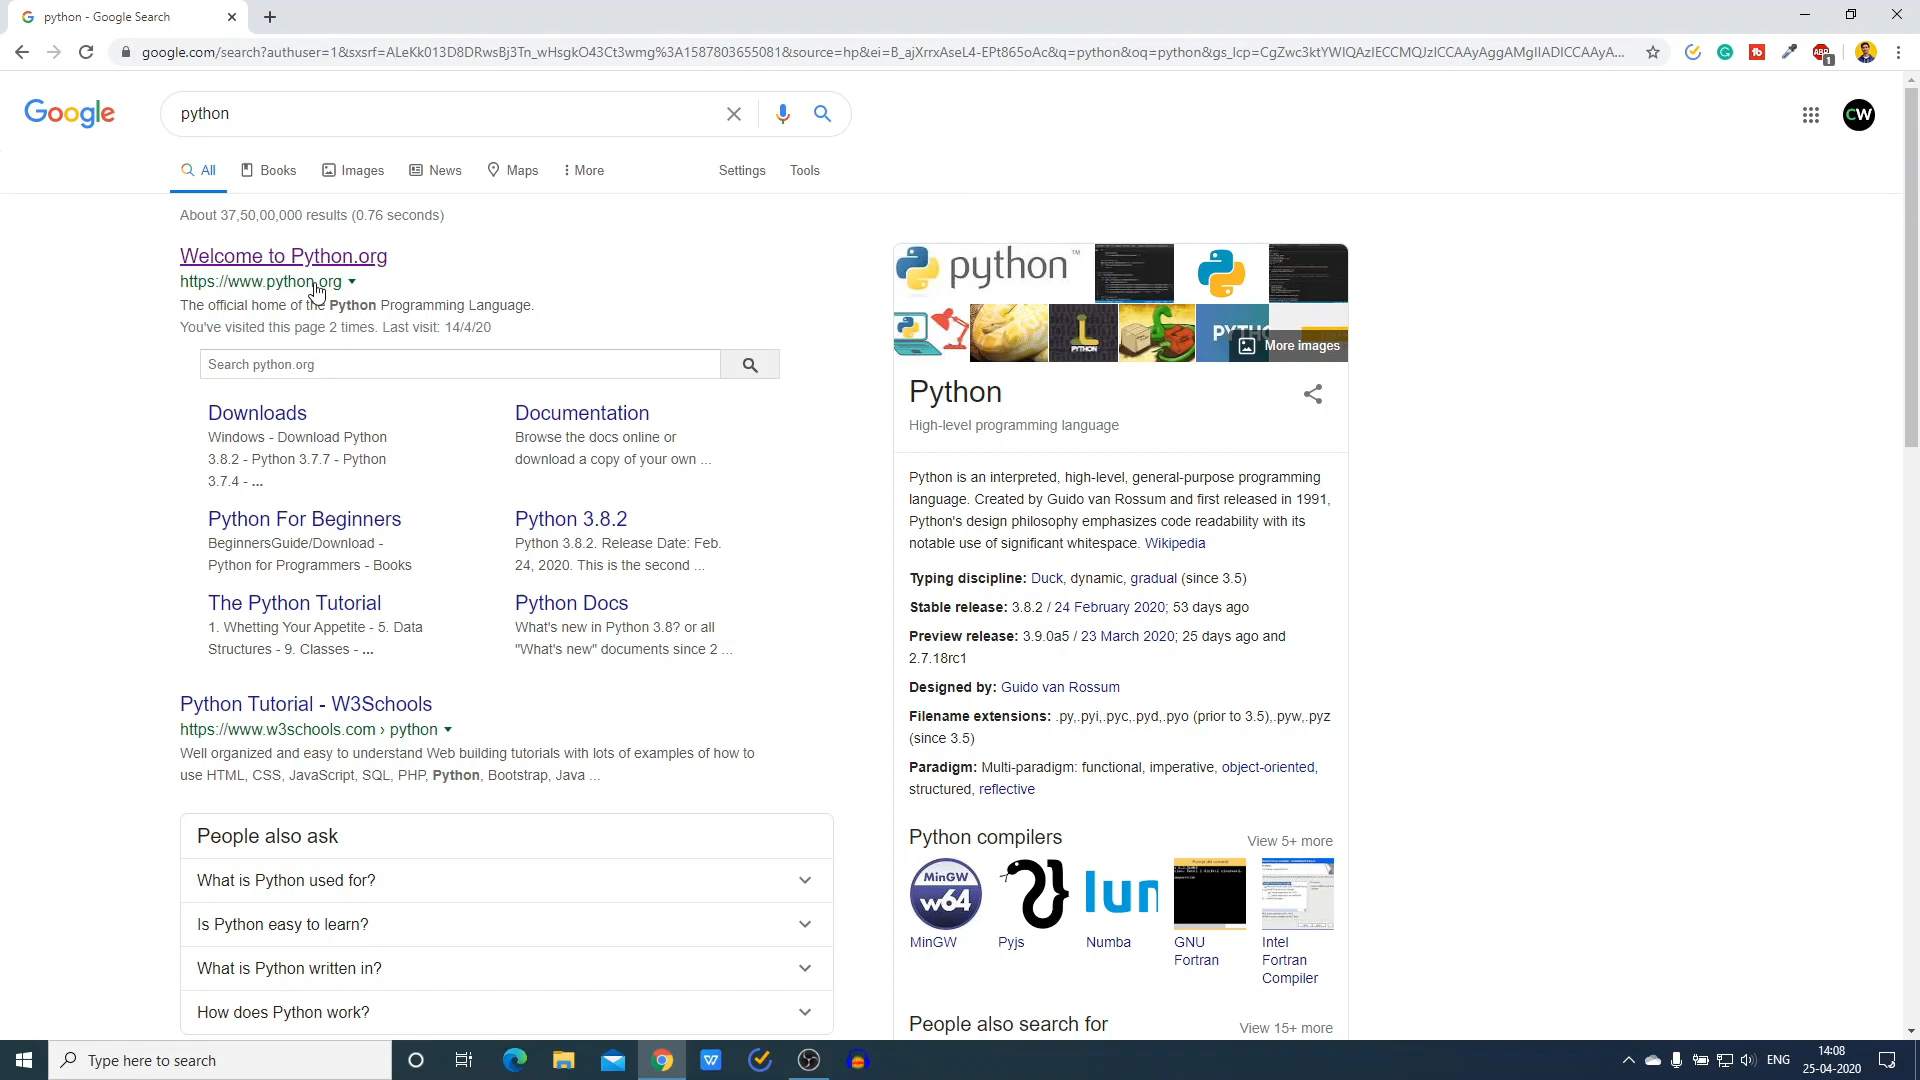 python - Google Search
google.com/search?authuser=1&sxsrf=ALeKk013D8DRwsBj3Tn_wHsgkO43Ct3wmg%3A1587803655081&source=hp&ei=B_ajXrrxAseL4-EPt865oAc&q=python&oq=python&gs_lcp=CgZwc3ktYWIQAzIECCMQJzICCAAyAggAMgIIADICCAAyA...
Google
python
CW
All Books Images News Maps More Settings Tools
About 37,50,00,000 results (0.76 seconds)
Welcome to Python.org
https://www.python.org
The official home of the Python Programming Language.
You've visited this page 2 times. Last visit: 14/4/20
Search python.org
Downloads
Windows - Download Python
3.8.2 - Python 3.7.7 - Python
3.7.4 - ...
Documentation
Browse the docs online or
download a copy of your own ...
Python For Beginners
BeginnersGuide/Download -
Python for Programmers - Books
Python 3.8.2
Python 3.8.2. Release Date: Feb.
24, 2020. This is the second ...
The Python Tutorial
1. Whetting Your Appetite - 5. Data
Structures - 9. Classes - ...
Python Docs
What's new in Python 3.8? or all
"What's new" documents since 2 ...
Python Tutorial - W3Schools
https://www.w3schools.com › python
Well organized and easy to understand Web building tutorials with lots of examples of how to
use HTML, CSS, JavaScript, SQL, PHP, Python, Bootstrap, Java ...
People also ask
What is Python used for?
Is Python easy to learn?
What is Python written in?
How does Python work?
python™
PYTHON
More images
Python
High-level programming language
Python is an interpreted, high-level, general-purpose programming
language. Created by Guido van Rossum and first released in 1991,
Python's design philosophy emphasizes code readability with its
notable use of significant whitespace. Wikipedia
Typing discipline: Duck, dynamic, gradual (since 3.5)
Stable release: 3.8.2 / 24 February 2020; 53 days ago
Preview release: 3.9.0a5 / 23 March 2020; 25 days ago and
2.7.18rc1
Designed by: Guido van Rossum
Filename extensions: .py,.pyi,.pyc,.pyd,.pyo (prior to 3.5),.pyw,.pyz
(since 3.5)
Paradigm: Multi-paradigm: functional, imperative, object-oriented,
structured, reflective
Python compilers
View 5+ more
MinGW
w64
MinGW
Pyjs
Numba
GNU
Fortran
Intel
Fortran
Compiler
People also search for
View 15+ more
Type here to search
ENG
14:08
25-04-2020